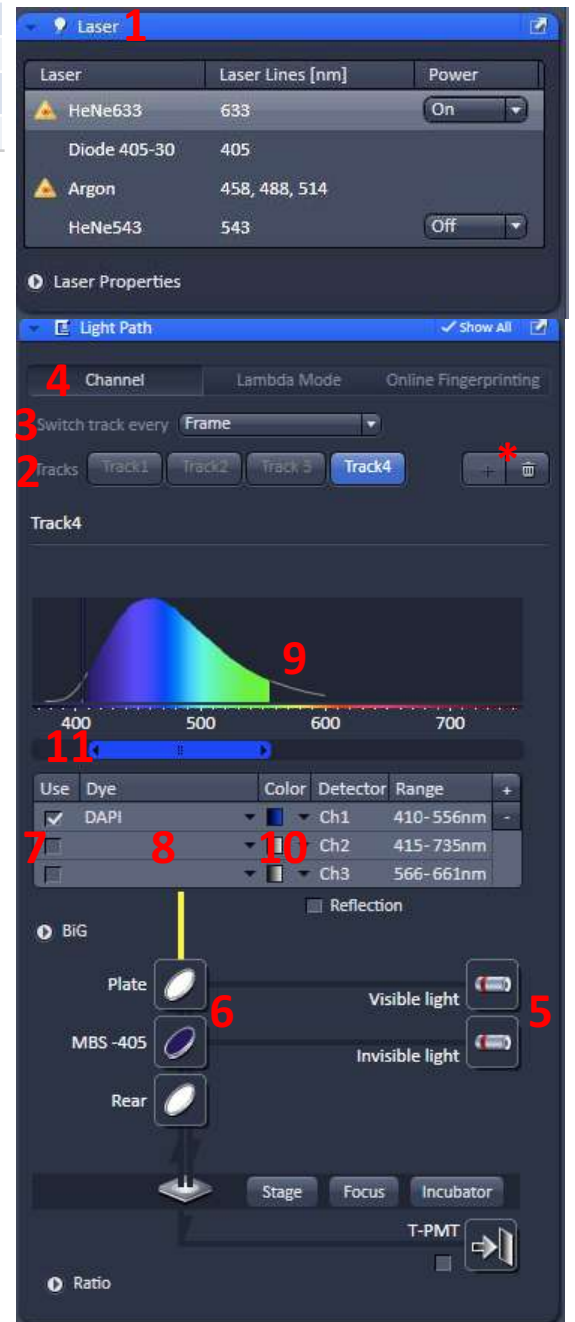 Laser 1
Laser Laser Lines [nm] Power
HeNe633 633 On
Diode 405-30 405
Argon 458, 488, 514
HeNe543 543 Off
Laser Properties
Light Path Show All
4 Channel Lambda Mode Online Fingerprinting
3 Switch track every Frame
*
2 Tracks Track1 Track2 Track 3 Track4 +
Track4
9
400 500 600 700
11
Use Dye Color Detector Range +
DAPI Ch1 410-556nm -
7 8 10 Ch2 415-735nm
Ch3 566-661nm
Reflection
BiG
Plate Visible light
6 5
MBS -405 Invisible light
Rear
Stage Focus Incubator
T-PMT
Ratio